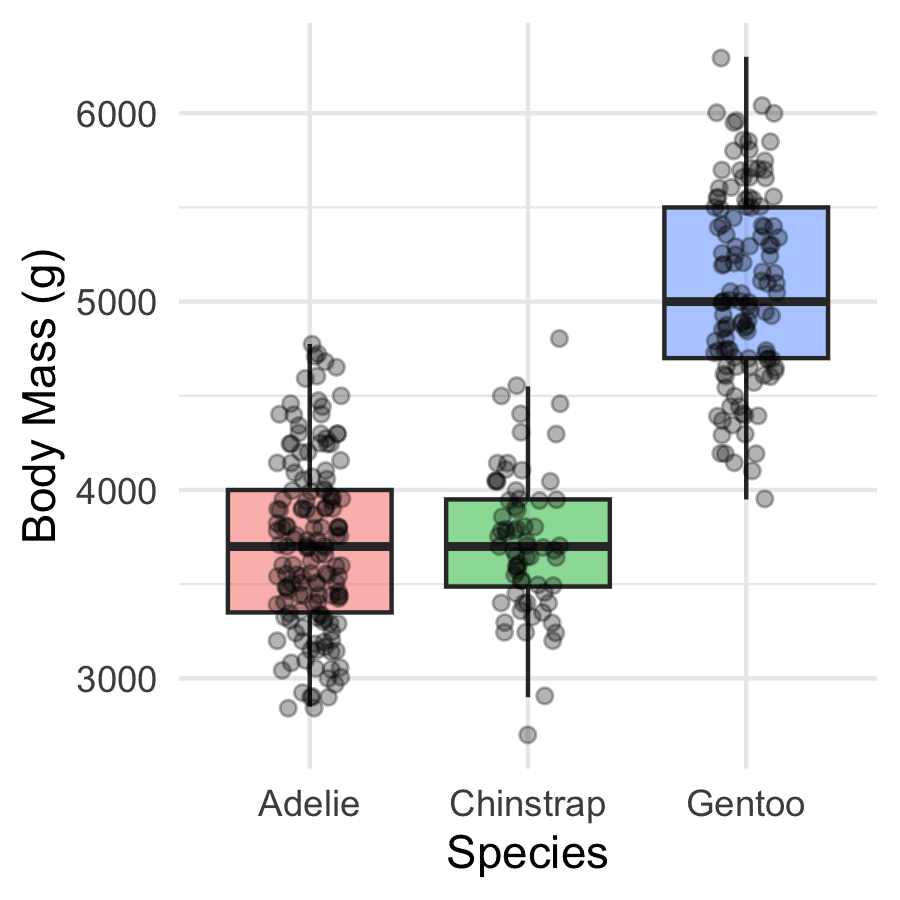 Body Mass (g)
6000
5000
4000
3000
Adelie Chinstrap Gentoo
Species